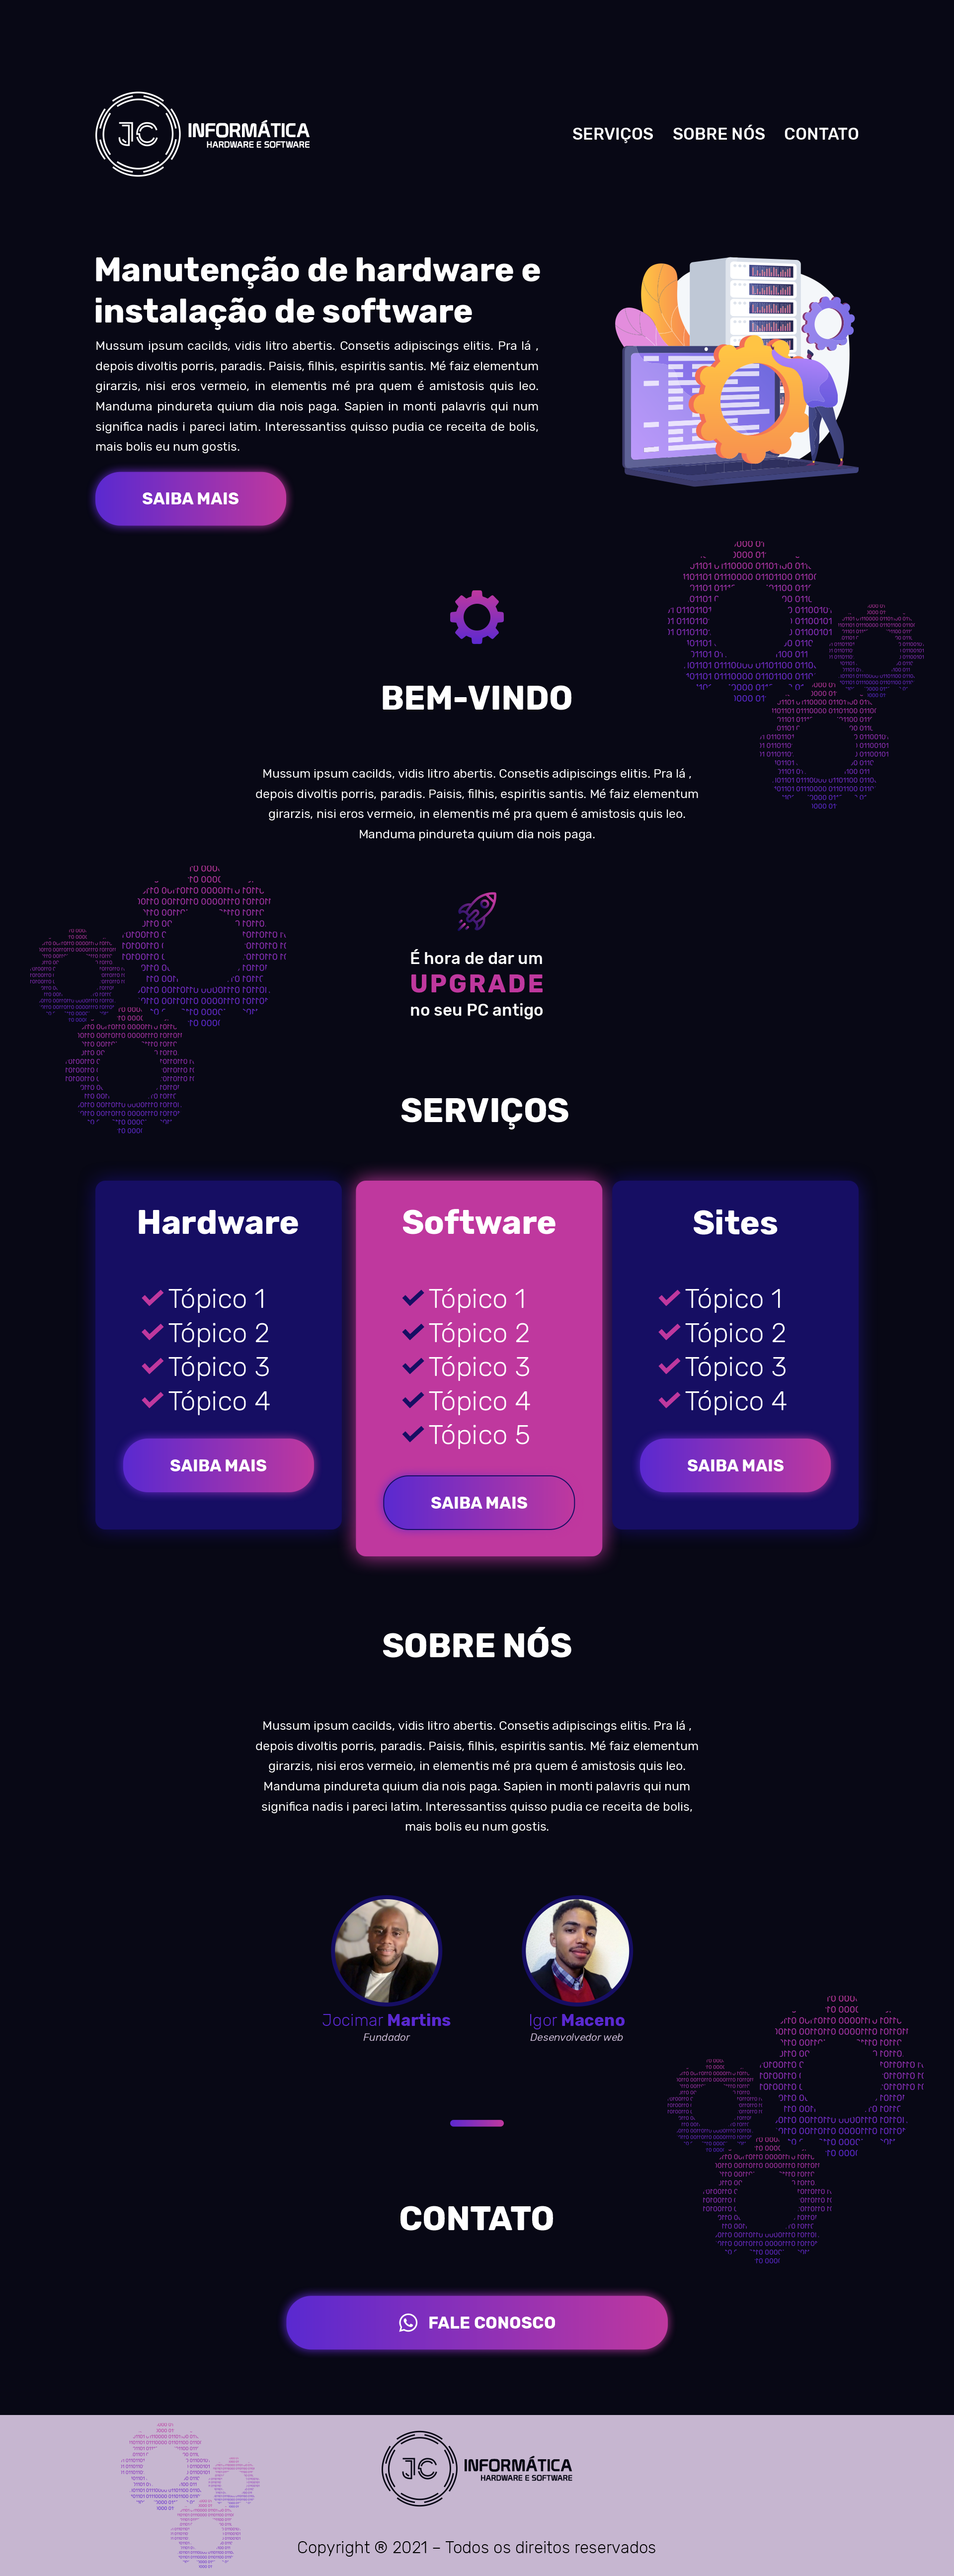 JC
INFORMÁTICA
HARDWARE E SOFTWARE
SERVIÇOS SOBRE NÓS CONTATO
Manutenção de hardware e
instalação de software
Mussum ipsum cacilds, vidis litro abertis. Consetis adipiscings elitis. Pra lá ,
depois divoltis porris, paradis. Paisis, filhis, espiritis santis. Mé faiz elementum
girarzis, nisi eros vermeio, in elementis mé pra quem é amistosis quis leo.
Manduma pindureta quium dia nois paga. Sapien in monti palavris qui num
significa nadis i pareci latim. Interessantiss quisso pudia ce receita de bolis,
mais bolis eu num gostis.
SAIBA MAIS
BEM-VINDO
Mussum ipsum cacilds, vidis litro abertis. Consetis adipiscings elitis. Pra lá ,
depois divoltis porris, paradis. Paisis, filhis, espiritis santis. Mé faiz elementum
girarzis, nisi eros vermeio, in elementis mé pra quem é amistosis quis leo.
Manduma pindureta quium dia nois paga.
É hora de dar um
UPGRADE
no seu PC antigo
SERVIÇOS
Hardware
Tópico 1
Tópico 2
Tópico 3
Tópico 4
SAIBA MAIS
Software
Tópico 1
Tópico 2
Tópico 3
Tópico 4
Tópico 5
SAIBA MAIS
Sites
Tópico 1
Tópico 2
Tópico 3
Tópico 4
SAIBA MAIS
SOBRE NÓS
Mussum ipsum cacilds, vidis litro abertis. Consetis adipiscings elitis. Pra lá ,
depois divoltis porris, paradis. Paisis, filhis, espiritis santis. Mé faiz elementum
girarzis, nisi eros vermeio, in elementis mé pra quem é amistosis quis leo.
Manduma pindureta quium dia nois paga. Sapien in monti palavris qui num
significa nadis i pareci latim. Interessantiss quisso pudia ce receita de bolis,
mais bolis eu num gostis.
Jocimar Martins
Fundador
Igor Maceno
Desenvolvedor web
CONTATO
FALE CONOSCO
JC
INFORMÁTICA
HARDWARE E SOFTWARE
Copyright ® 2021 – Todos os direitos reservados